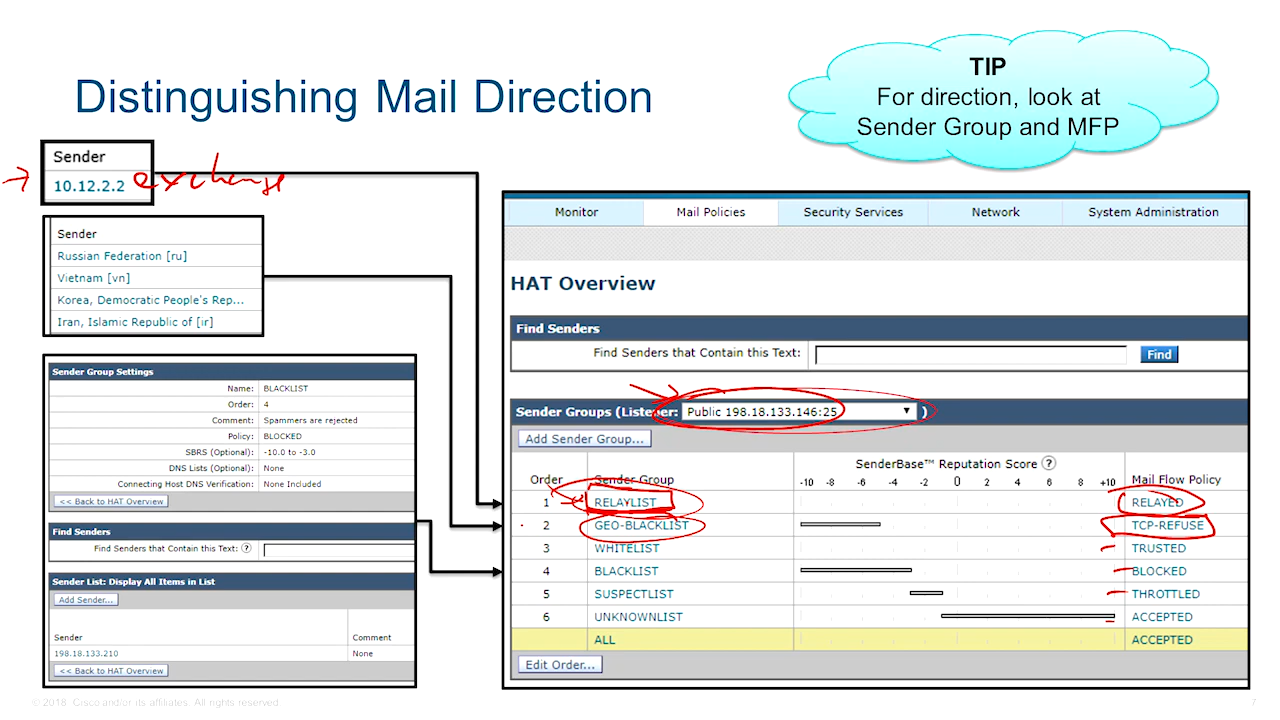 Distinguishing Mail Direction
TIP
For direction, look at
Sender Group and MFP
Sender
10.12.2.2 exchange
Sender
Russian Federation [ru]
Vietnam [vn]
Korea, Democratic People's Rep...
Iran, Islamic Republic of [ir]
Sender Group Settings
Name: BLACKLIST
Order: 4
Comment: Spammers are rejected
Policy: BLOCKED
SBRS (Optional): -10.0 to -3.0
DNS Lists (Optional): None
Connecting Host DNS Verification: None Included
<< Back to HAT Overview
Find Senders
Find Senders that Contain this Text: ?
Sender List: Display All Items in List
Add Sender...
Sender Comment
198.18.133.210 None
<< Back to HAT Overview
Monitor Mail Policies Security Services Network System Administration
HAT Overview
Find Senders
Find Senders that Contain this Text: Find
Sender Groups (Listener: Public 198.18.133.146:25 )
Add Sender Group...
SenderBase™ Reputation Score ?
Order Sender Group -10 -8 -6 -4 -2 0 2 4 6 8 +10 Mail Flow Policy
1 RELAYLIST RELAYED
2 GEO-BLACKLIST TCP-REFUSE
3 WHITELIST TRUSTED
4 BLACKLIST BLOCKED
5 SUSPECTLIST THROTTLED
6 UNKNOWNLIST ACCEPTED
ALL ACCEPTED
Edit Order...
© 2018 Cisco and/or its affiliates. All rights reserved.
7